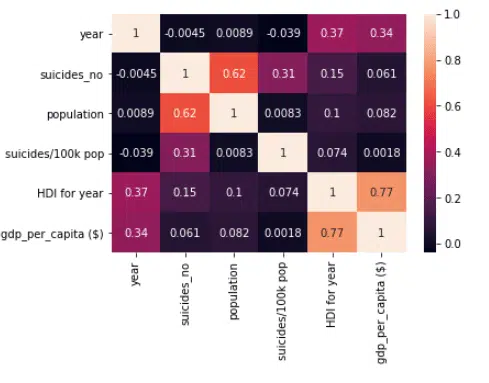 year 1 -0.0045 0.0089 -0.039 0.37 0.34
suicides_no -0.0045 1 0.62 0.31 0.15 0.061
population 0.0089 0.62 1 0.0083 0.1 0.082
suicides/100k pop -0.039 0.31 0.0083 1 0.074 0.0018
HDI for year 0.37 0.15 0.1 0.074 1 0.77
gdp_per_capita ($) 0.34 0.061 0.082 0.0018 0.77 1
year
suicides_no
population
suicides/100k pop
HDI for year
gdp_per_capita ($)
1.0
0.8
0.6
0.4
0.2
0.0